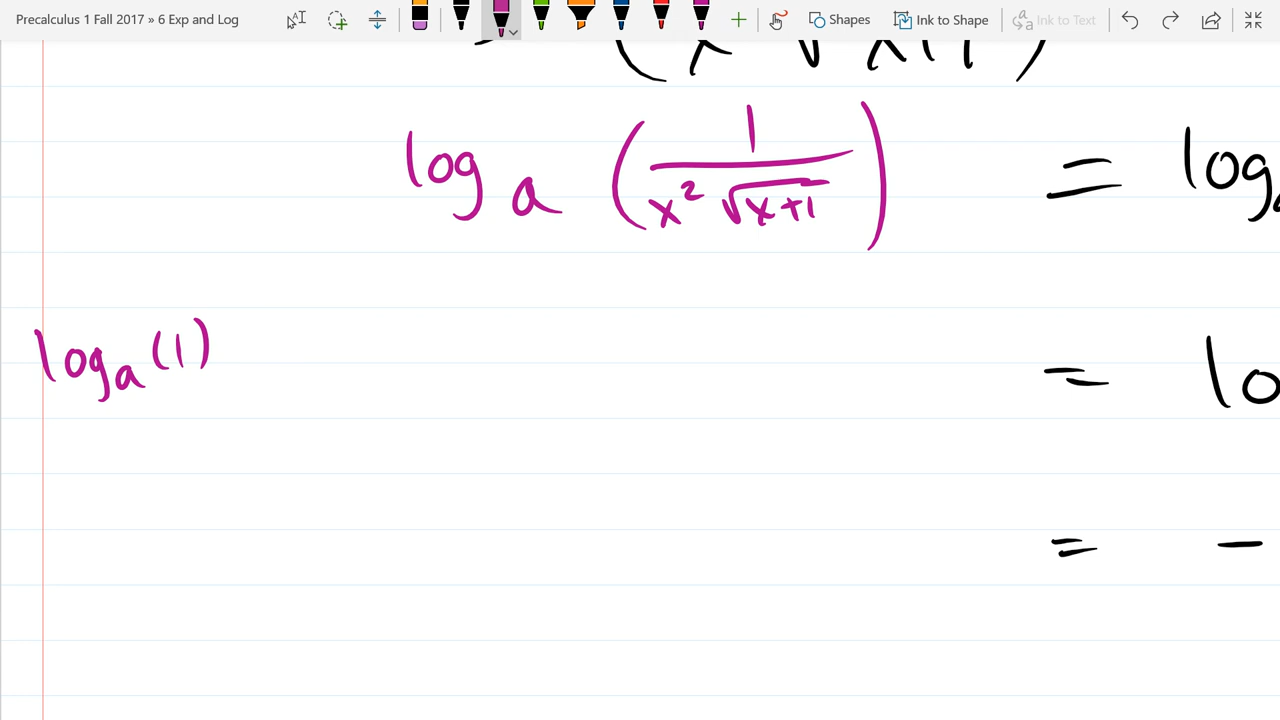 Precalculus 1 Fall 2017 » 6 Exp and Log Shapes Ink to Shape Ink to Text
log a ( 1 / x² √x+1 ) = log
log a (1) = lo
= −